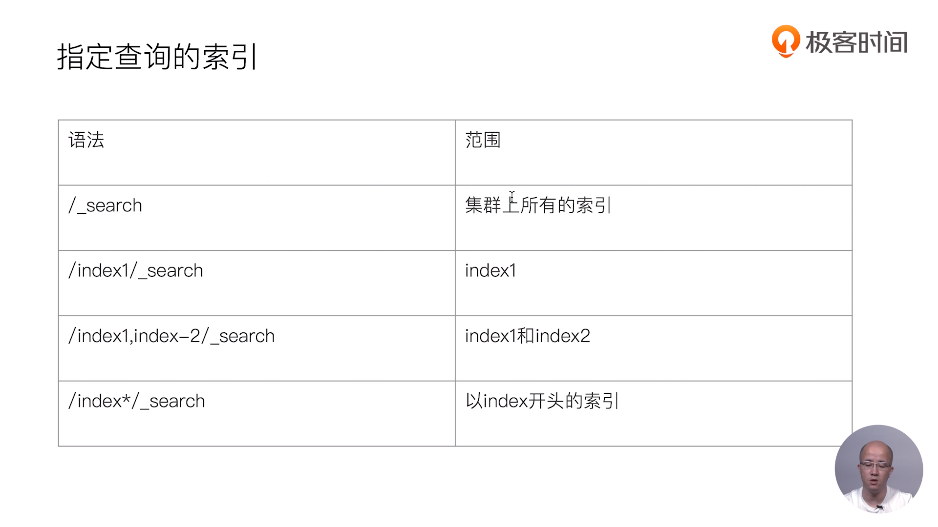 极客时间
指定查询的索引
语法 范围
/_search 集群上所有的索引
/index1/_search index1
/index1,index-2/_search index1和index2
/index*/_search 以index开头的索引